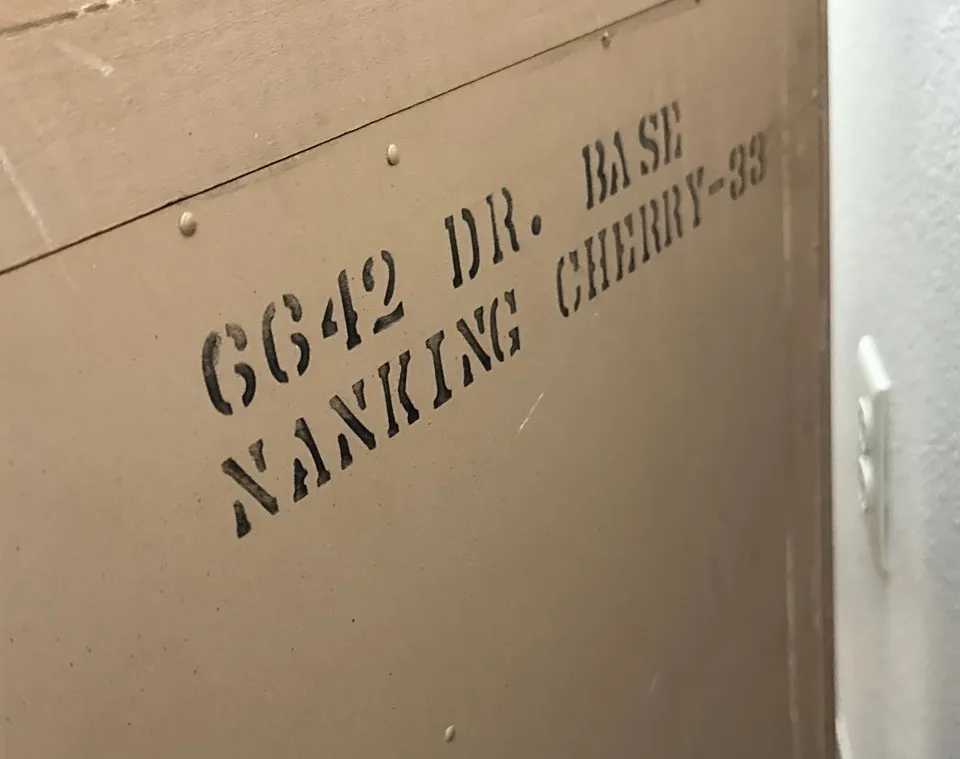 6642 DR. BASE
NANKING CHERRY-33